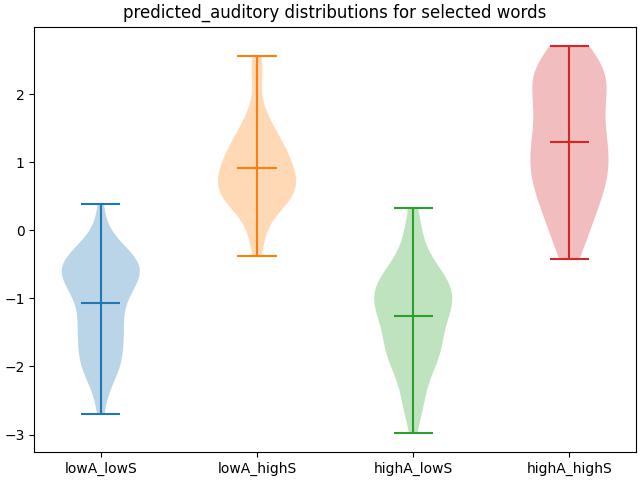 predicted_auditory distributions for selected words
2
1
0
−1
−2
−3
lowA_lowS
lowA_highS
highA_lowS
highA_highS